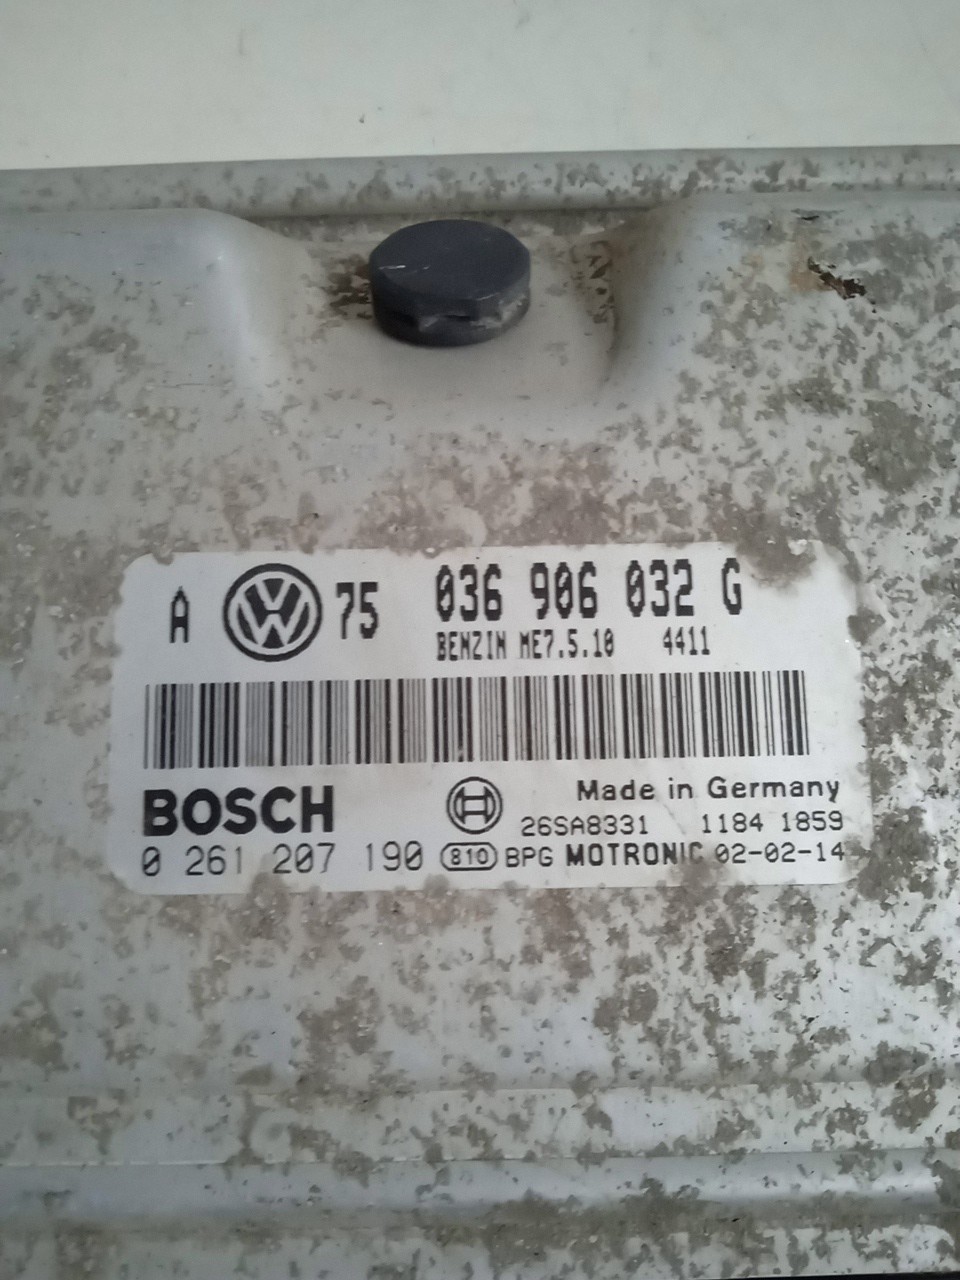 A VW 75 036 906 032 G
BENZIN ME7.5.10 4411
BOSCH Made in Germany
26SA8331 1184 1859
0 261 207 190 810 BPG MOTRONIC 02-02-14